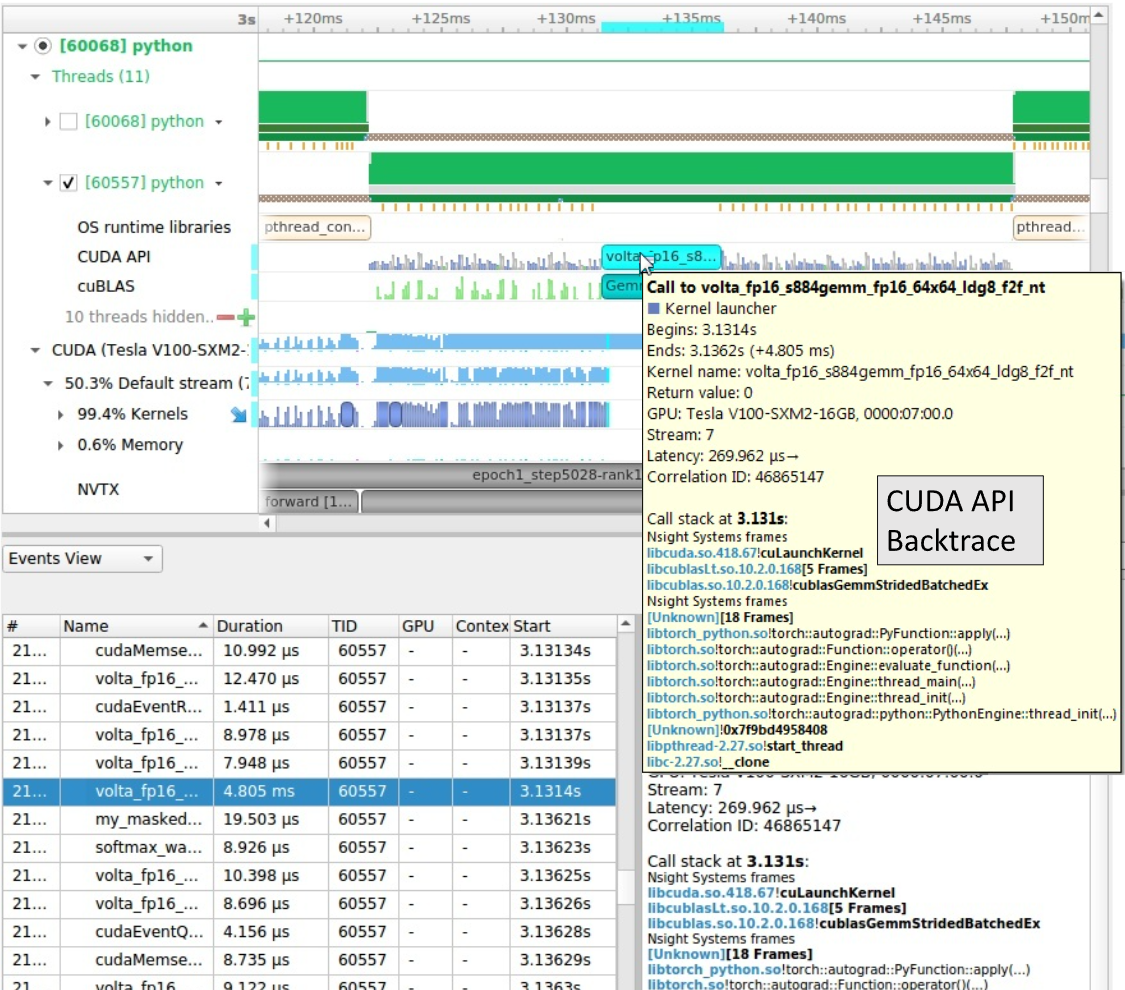 3s +120ms +125ms +130ms +135ms +140ms +145ms +150m
[60068] python
Threads (11)
[60068] python
[60557] python
OS runtime libraries
pthread_con...
pthread...
CUDA API
volta_fp16_s8...
cuBLAS
Gemm
10 threads hidden..
CUDA (Tesla V100-SXM2-
50.3% Default stream (7
99.4% Kernels
0.6% Memory
NVTX
epoch1_step5028-rank1
forward [1...
Call to volta_fp16_s884gemm_fp16_64x64_ldg8_f2f_nt
Kernel launcher
Begins: 3.1314s
Ends: 3.1362s (+4.805 ms)
Kernel name: volta_fp16_s884gemm_fp16_64x64_ldg8_f2f_nt
Return value: 0
GPU: Tesla V100-SXM2-16GB, 0000:07:00.0
Stream: 7
Latency: 269.962 µs→
Correlation ID: 46865147
CUDA API
Backtrace
Call stack at 3.131s:
Nsight Systems frames
libcuda.so.418.67!cuLaunchKernel
libcublasLt.so.10.2.0.168[5 Frames]
libcublas.so.10.2.0.168!cublasGemmStridedBatchedEx
Nsight Systems frames
[Unknown][18 Frames]
libtorch_python.so!torch::autograd::PyFunction::apply(...)
libtorch.so!torch::autograd::Function::operator()(...)
libtorch.so!torch::autograd::Engine::evaluate_function(...)
libtorch.so!torch::autograd::Engine::thread_main(...)
libtorch.so!torch::autograd::Engine::thread_init(...)
libtorch_python.so!torch::autograd::python::PythonEngine::thread_init(...)
[Unknown]!0x7f9bd4958408
libpthread-2.27.so!start_thread
libc-2.27.so!__clone
Events View
# Name Duration TID GPU Contex Start
21... cudaMemse... 10.992 µs 60557 - - 3.13134s
21... volta_fp16_... 12.470 µs 60557 - - 3.13135s
21... cudaEventR... 1.411 µs 60557 - - 3.13137s
21... volta_fp16_... 8.978 µs 60557 - - 3.13137s
21... volta_fp16_... 7.948 µs 60557 - - 3.13139s
21... volta_fp16_... 4.805 ms 60557 - - 3.1314s
21... my_masked... 19.503 µs 60557 - - 3.13621s
21... softmax_wa... 8.926 µs 60557 - - 3.13623s
21... volta_fp16_... 10.398 µs 60557 - - 3.13625s
21... volta_fp16_... 8.696 µs 60557 - - 3.13626s
21... cudaEventQ... 4.156 µs 60557 - - 3.13628s
21... cudaMemse... 8.735 µs 60557 - - 3.13629s
21... volta_fp16_... 9.122 µs 60557 - - 3.1363s
Stream: 7
Latency: 269.962 µs→
Correlation ID: 46865147
Call stack at 3.131s:
Nsight Systems frames
libcuda.so.418.67!cuLaunchKernel
libcublasLt.so.10.2.0.168[5 Frames]
libcublas.so.10.2.0.168!cublasGemmStridedBatchedEx
Nsight Systems frames
[Unknown][18 Frames]
libtorch_python.so!torch::autograd::PyFunction::apply(...)
libtorch.so!torch::autograd::Function::operator()(...)